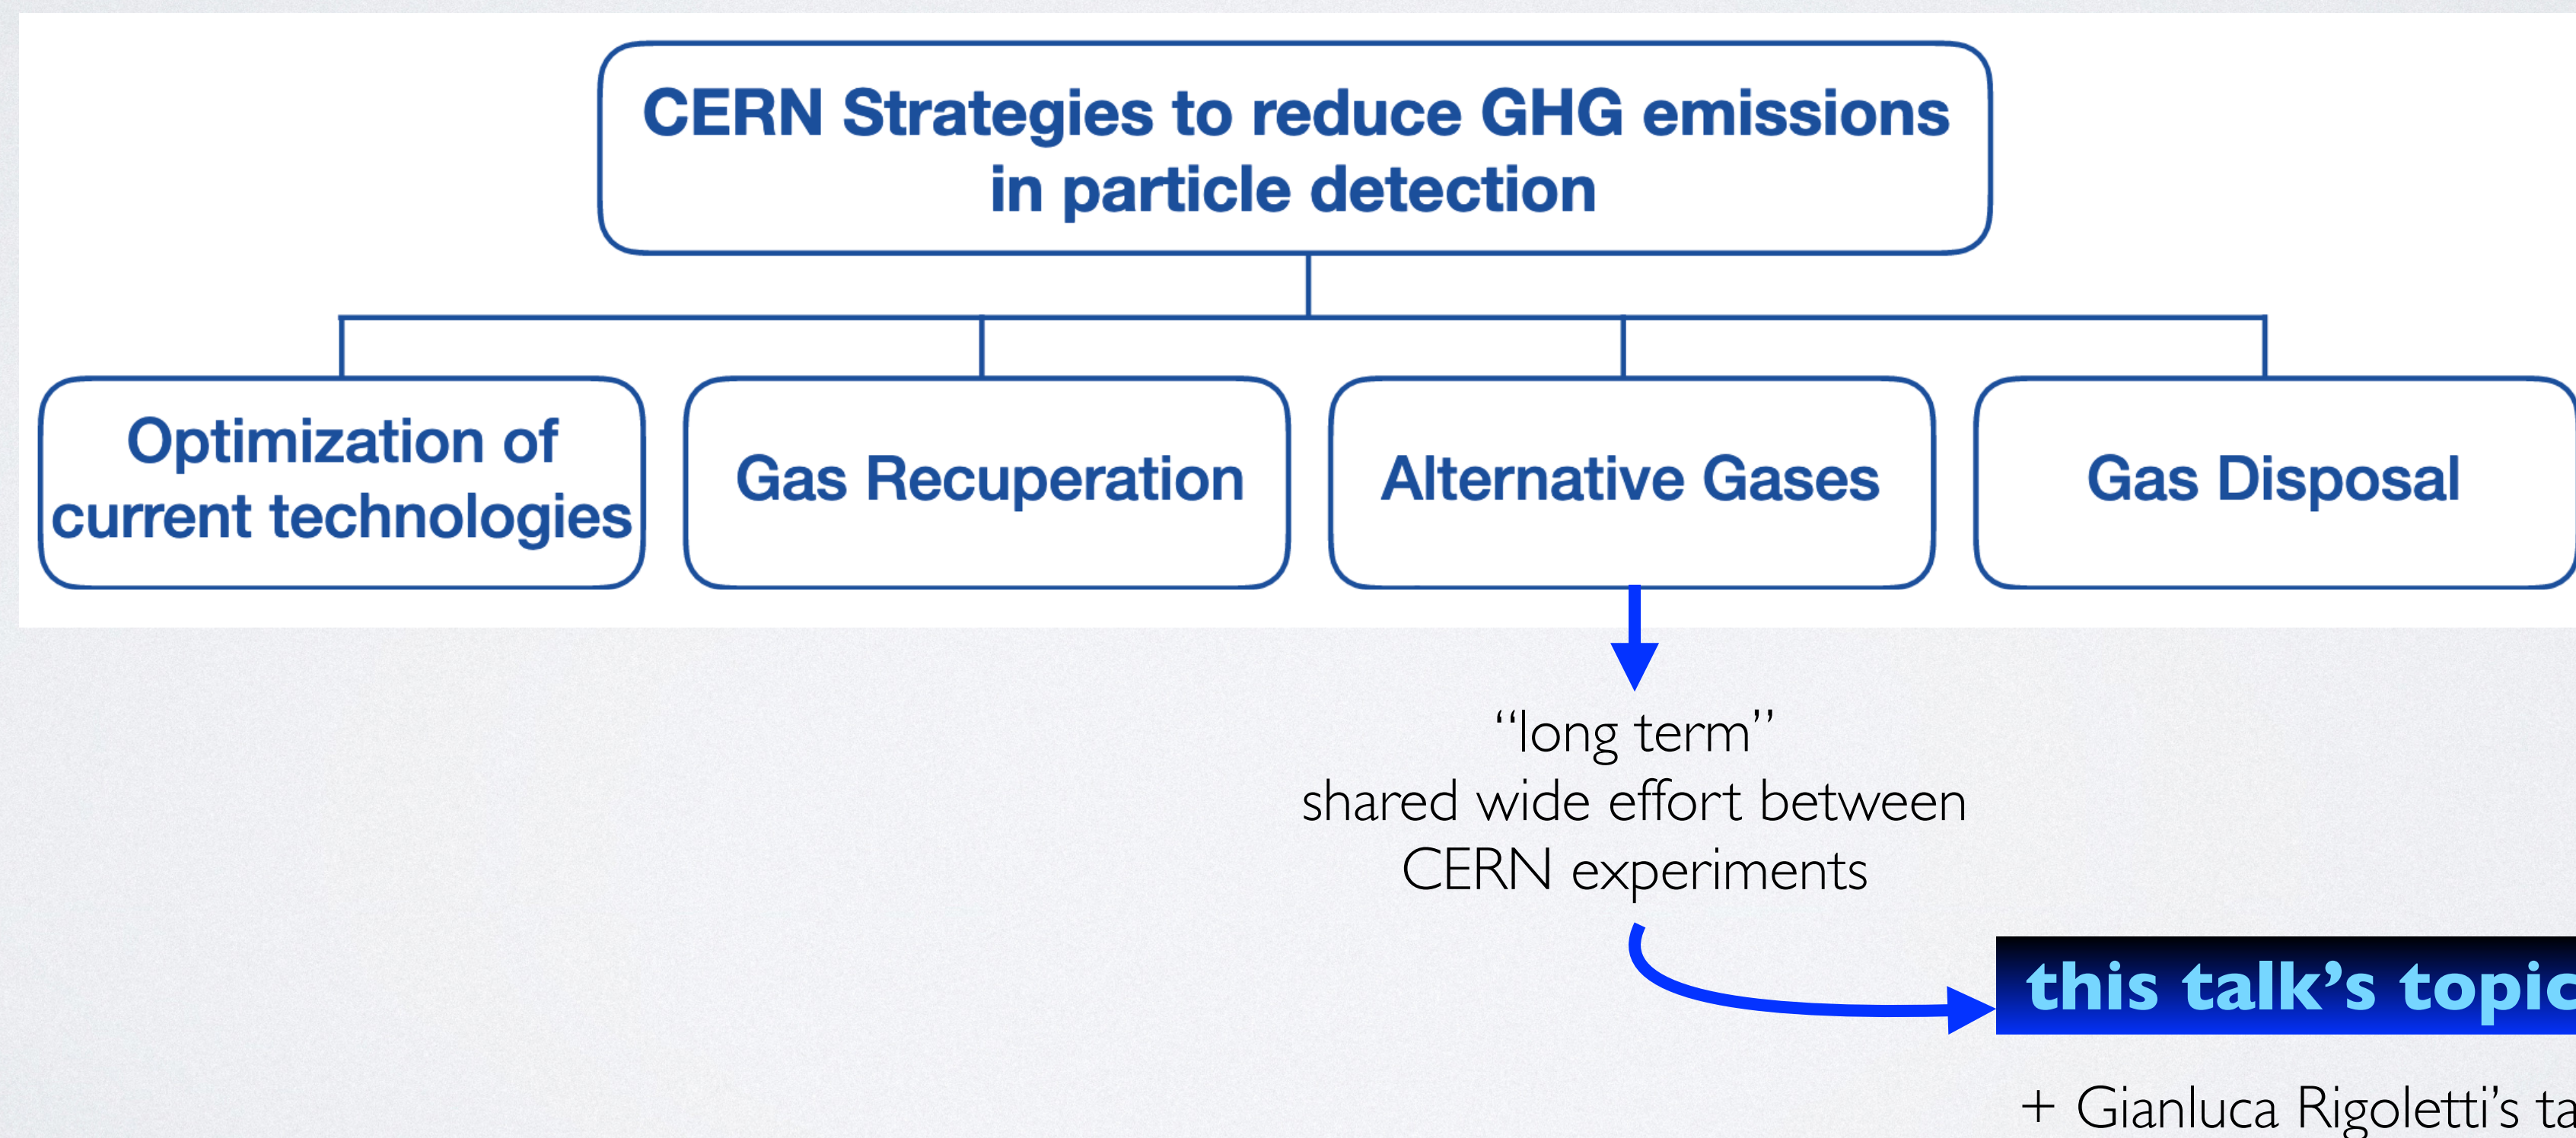 CERN Strategies to reduce GHG emissions
in particle detection
Optimization of
current technologies
Gas Recuperation
Alternative Gases
Gas Disposal
“long term”
shared wide effort between
CERN experiments
this talk’s topic
+ Gianluca Rigoletti’s